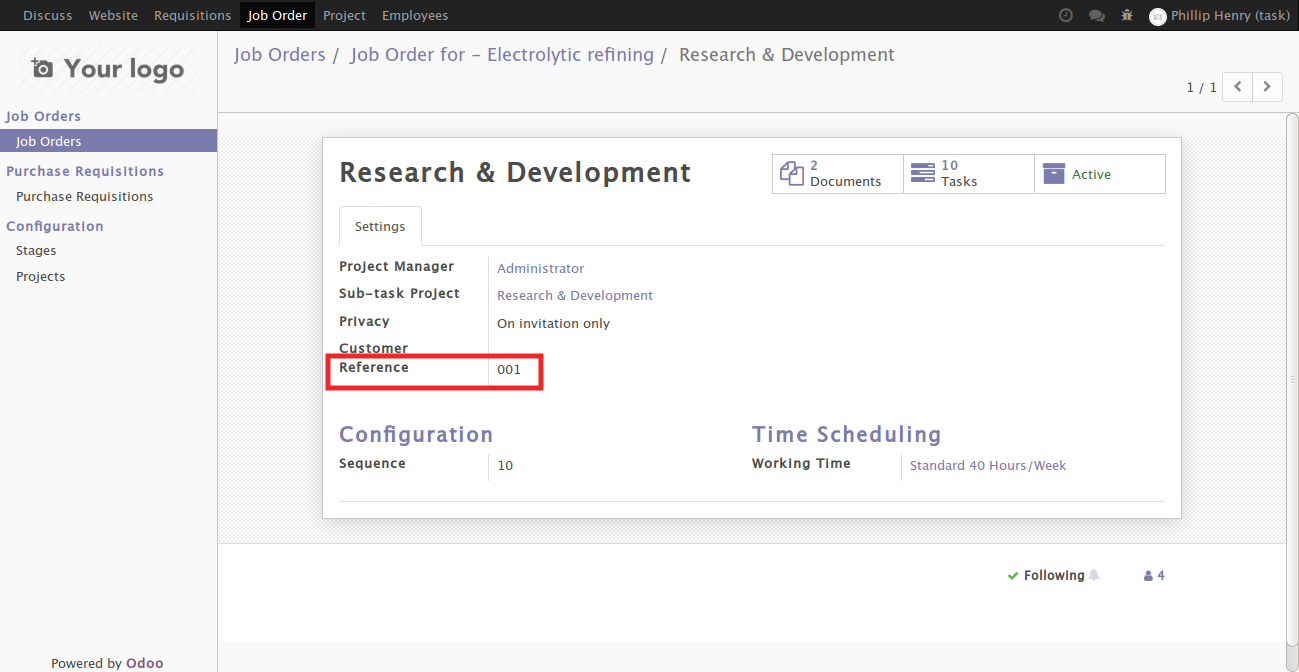 Discuss Website Requisitions Job Order Project Employees Phillip Henry (task)
Your logo
Job Orders / Job Order for – Electrolytic refining / Research & Development
1 / 1
Job Orders
Job Orders
Purchase Requisitions
Purchase Requisitions
Configuration
Stages
Projects
Research & Development
2 Documents
10 Tasks
Active
Settings
Project Manager Administrator
Sub-task Project Research & Development
Privacy On invitation only
Customer
Reference 001
Configuration
Sequence 10
Time Scheduling
Working Time Standard 40 Hours/Week
Following 4
Powered by Odoo